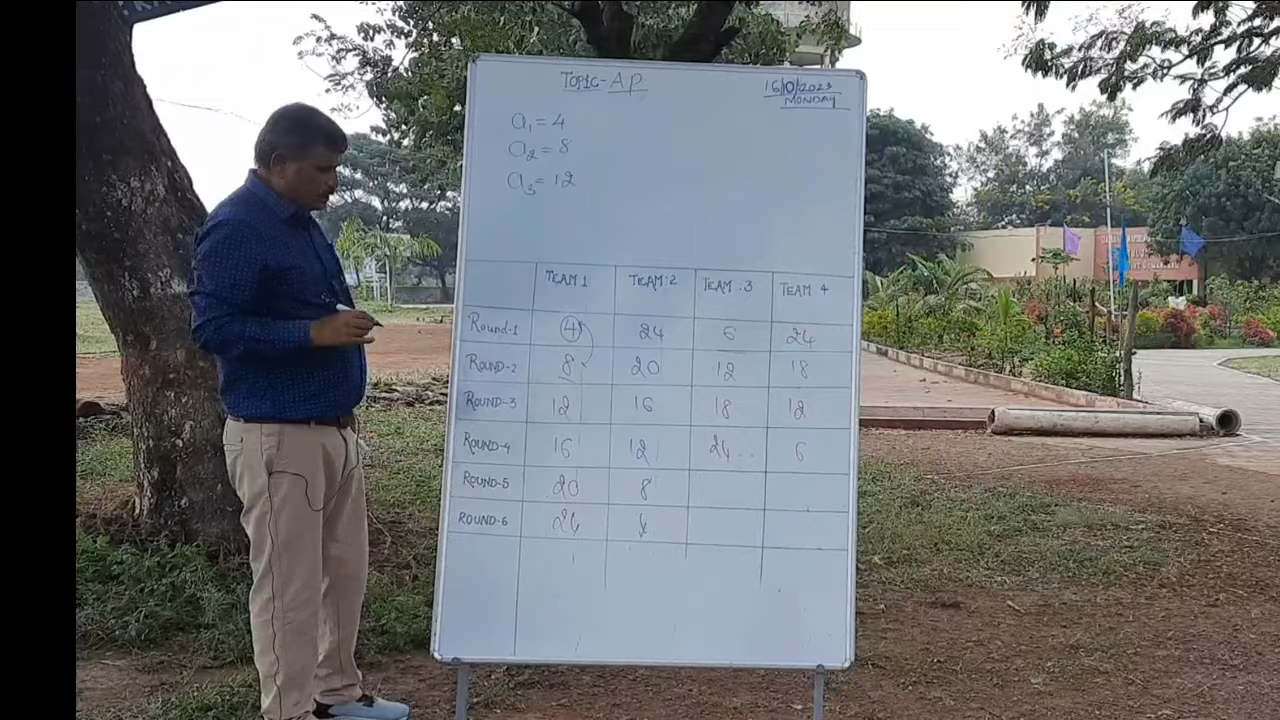 TOPIC-AP
16/10/2023
MONDAY
a1 = 4
a2 = 8
a3 = 12
TEAM 1 TEAM:2 TEAM :3 TEAM 4
Round-1 4 24 6 24
ROUND-2 8 20 12 18
ROUND-3 12 16 18 12
ROUND-4 16 12 24 6
ROUND-5 20 8
ROUND-6 24 4